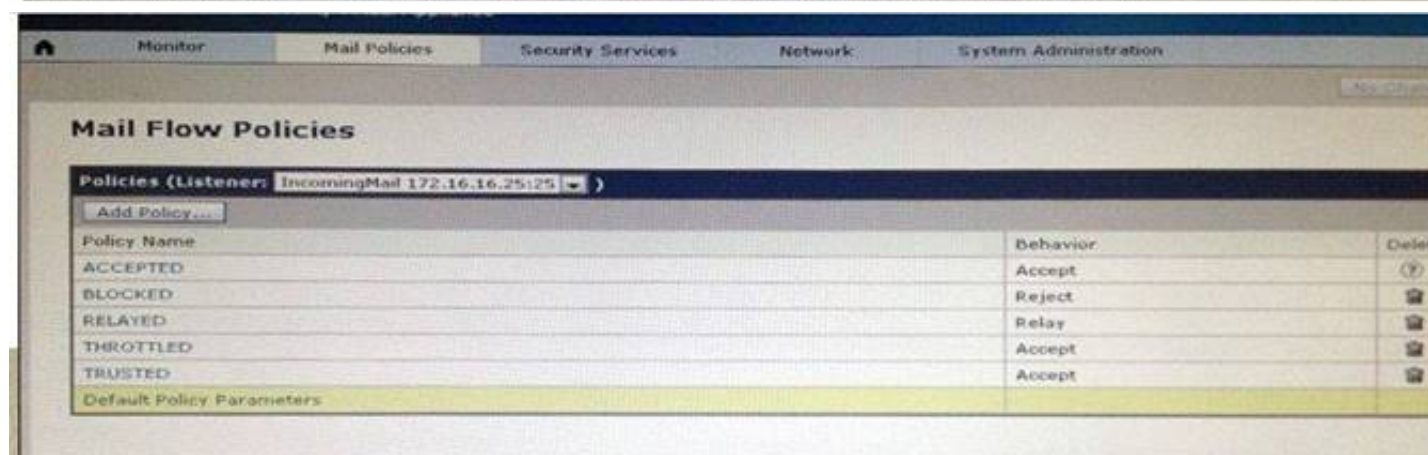 Monitor Mail Policies Security Services Network System Administration
Mail Flow Policies
Policies (Listener: IncomingMail 172.16.16.25:25 )
Add Policy...
Policy Name Behavior
ACCEPTED Accept
BLOCKED Reject
RELAYED Relay
THROTTLED Accept
TRUSTED Accept
Default Policy Parameters